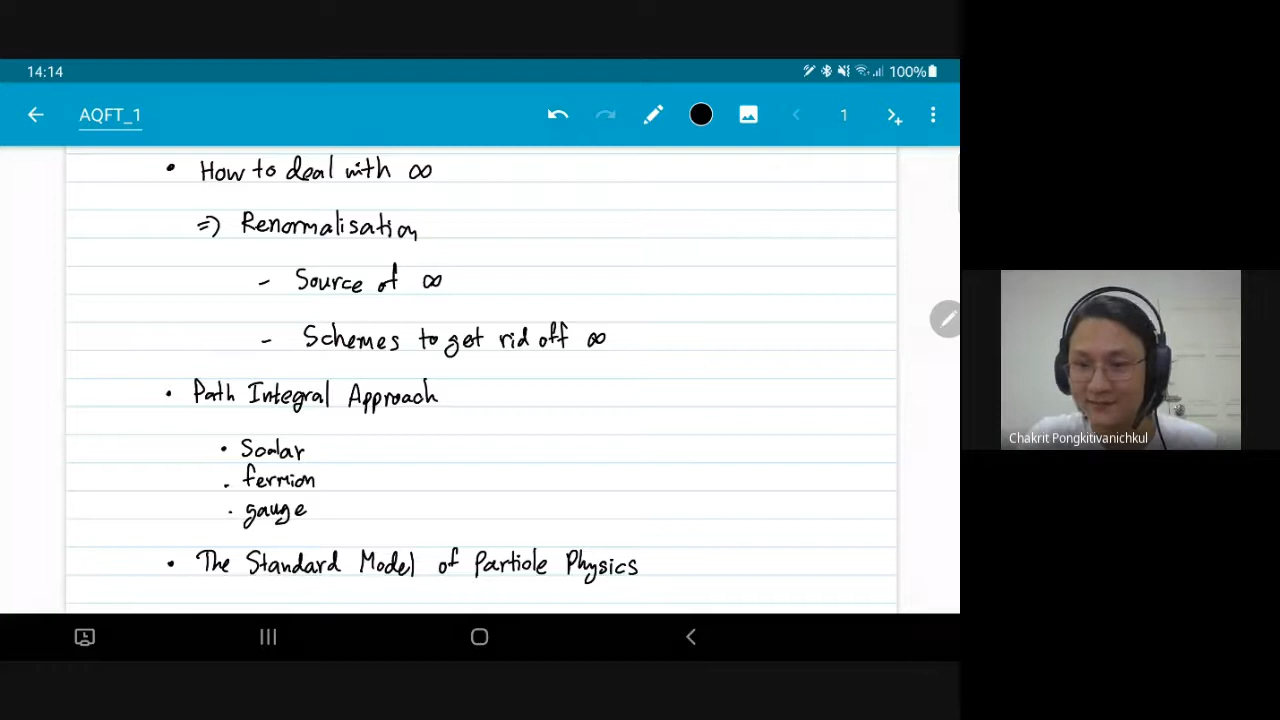 14:14
100%
AQFT_1
1
• How to deal with ∞
⇒ Renormalisation
- Source of ∞
- Schemes to get rid off ∞
• Path Integral Approach
• Scalar
• fermion
• gauge
• The Standard Model of Particle Physics
Chakrit Pongkitivanichkul